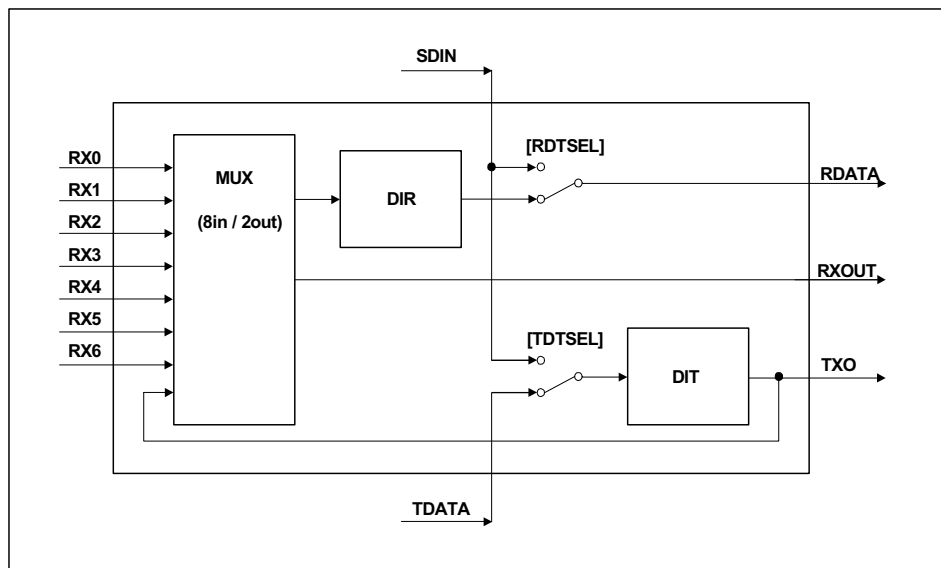 SDIN
RX0
RX1
RX2
RX3
RX4
RX5
RX6
MUX
(8in / 2out)
DIR
[RDTSEL]
RDATA
RXOUT
[TDTSEL]
DIT
TXO
TDATA